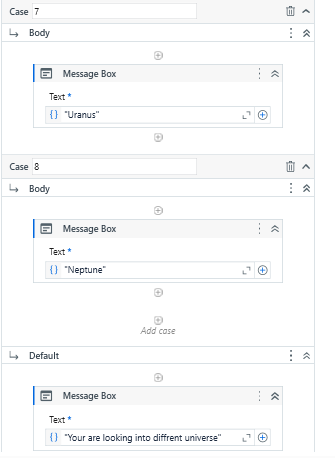 Case 7
Body
Message Box
Text *
"Uranus"
Case 8
Body
Message Box
Text *
"Neptune"
Add case
Default
Message Box
Text *
"Your are looking into diffrent universe"